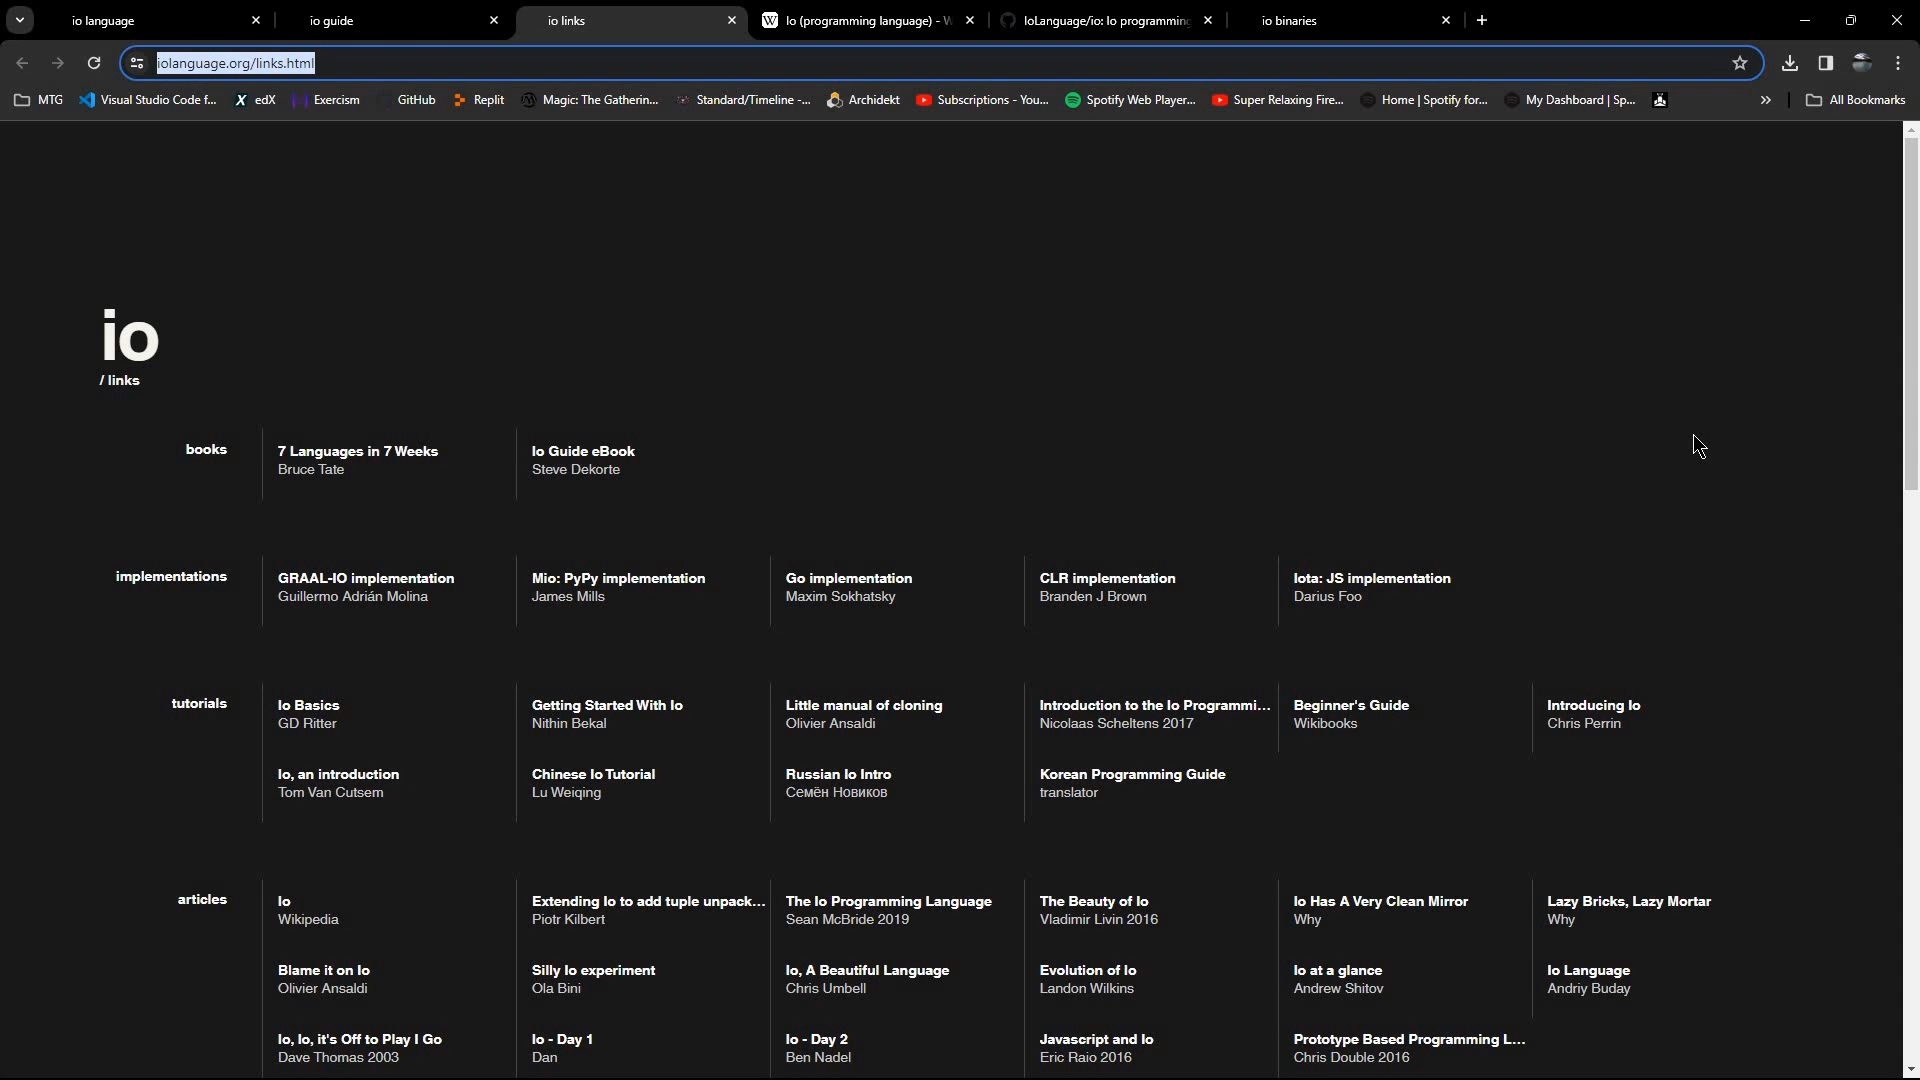 io language
io guide
io links
Io (programming language) - W
IoLanguage/io: Io programming
io binaries
iolanguage.org/links.html
MTG
Visual Studio Code f...
edX
Exercism
GitHub
Replit
Magic: The Gatherin...
Standard/Timeline -...
Archidekt
Subscriptions - You...
Spotify Web Player...
Super Relaxing Fire...
Home | Spotify for...
My Dashboard | Sp...
All Bookmarks
io
/ links
books
7 Languages in 7 Weeks
Bruce Tate
Io Guide eBook
Steve Dekorte
implementations
GRAAL-IO implementation
Guillermo Adrián Molina
Mio: PyPy implementation
James Mills
Go implementation
Maxim Sokhatsky
CLR implementation
Branden J Brown
Iota: JS implementation
Darius Foo
tutorials
Io Basics
GD Ritter
Getting Started With Io
Nithin Bekal
Little manual of cloning
Olivier Ansaldi
Introduction to the Io Programmi...
Nicolaas Scheltens 2017
Beginner's Guide
Wikibooks
Introducing Io
Chris Perrin
Io, an introduction
Tom Van Cutsem
Chinese Io Tutorial
Lu Weiqing
Russian Io Intro
Семён Новиков
Korean Programming Guide
translator
articles
Io
Wikipedia
Extending Io to add tuple unpack...
Piotr Kilbert
The Io Programming Language
Sean McBride 2019
The Beauty of Io
Vladimir Livin 2016
Io Has A Very Clean Mirror
Why
Lazy Bricks, Lazy Mortar
Why
Blame it on Io
Olivier Ansaldi
Silly Io experiment
Ola Bini
Io, A Beautiful Language
Chris Umbell
Evolution of Io
Landon Wilkins
Io at a glance
Andrew Shitov
Io Language
Andriy Buday
Io, Io, it's Off to Play I Go
Dave Thomas 2003
Io - Day 1
Dan
Io - Day 2
Ben Nadel
Javascript and Io
Eric Raio 2016
Prototype Based Programming L...
Chris Double 2016